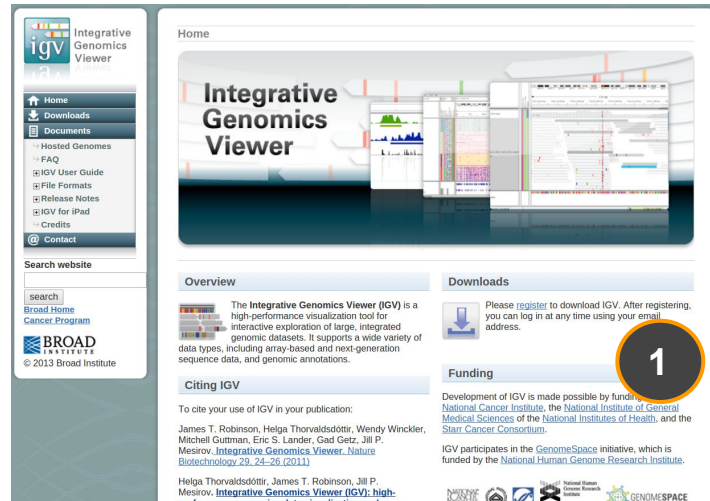 igv
Integrative
Genomics
Viewer
Home
Downloads
Documents
Hosted Genomes
FAQ
IGV User Guide
File Formats
Release Notes
IGV for iPad
Credits
@ Contact
Search website
search
Broad Home
Cancer Program
BROAD
INSTITUTE
© 2013 Broad Institute
Home
Integrative
Genomics
Viewer
Overview
The Integrative Genomics Viewer (IGV) is a
high-performance visualization tool for
interactive exploration of large, integrated
genomic datasets. It supports a wide variety of
data types, including array-based and next-generation
sequence data, and genomic annotations.
Citing IGV
To cite your use of IGV in your publication:
James T. Robinson, Helga Thorvaldsdóttir, Wendy Winckler,
Mitchell Guttman, Eric S. Lander, Gad Getz, Jill P.
Mesirov. Integrative Genomics Viewer. Nature
Biotechnology 29, 24–26 (2011)
Helga Thorvaldsdóttir, James T. Robinson, Jill P.
Mesirov. Integrative Genomics Viewer (IGV): high-
Downloads
Please register to download IGV. After registering,
you can log in at any time using your email
address.
1
Funding
Development of IGV is made possible by funding
National Cancer Institute, the National Institute of General
Medical Sciences of the National Institutes of Health, and the
Starr Cancer Consortium.
IGV participates in the GenomeSpace initiative, which is
funded by the National Human Genome Research Institute.
NATIONAL
CANCER
National Human
Genome Research
Institute
GENOMESPACE